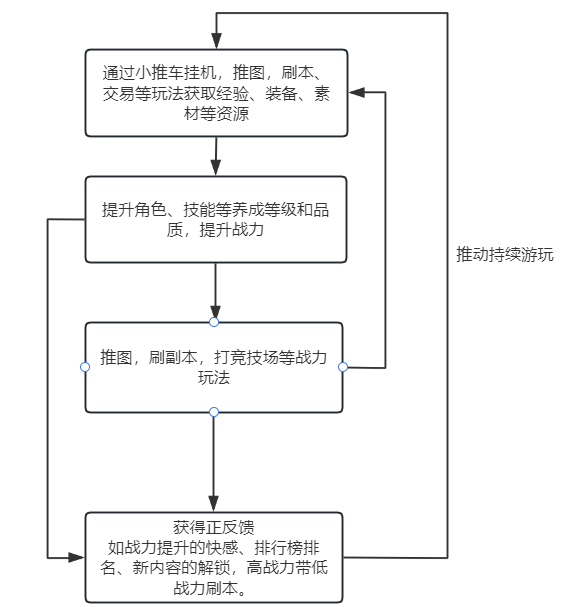 通过小推车挂机，推图，刷本、
交易等玩法获取经验、装备、素
材等资源
提升角色、技能等养成等级和品
质，提升战力
推动持续游玩
推图，刷副本，打竞技场等战力
玩法
获得正反馈
如战力提升的快感、排行榜排
名、新内容的解锁，高战力带低
战力刷本。